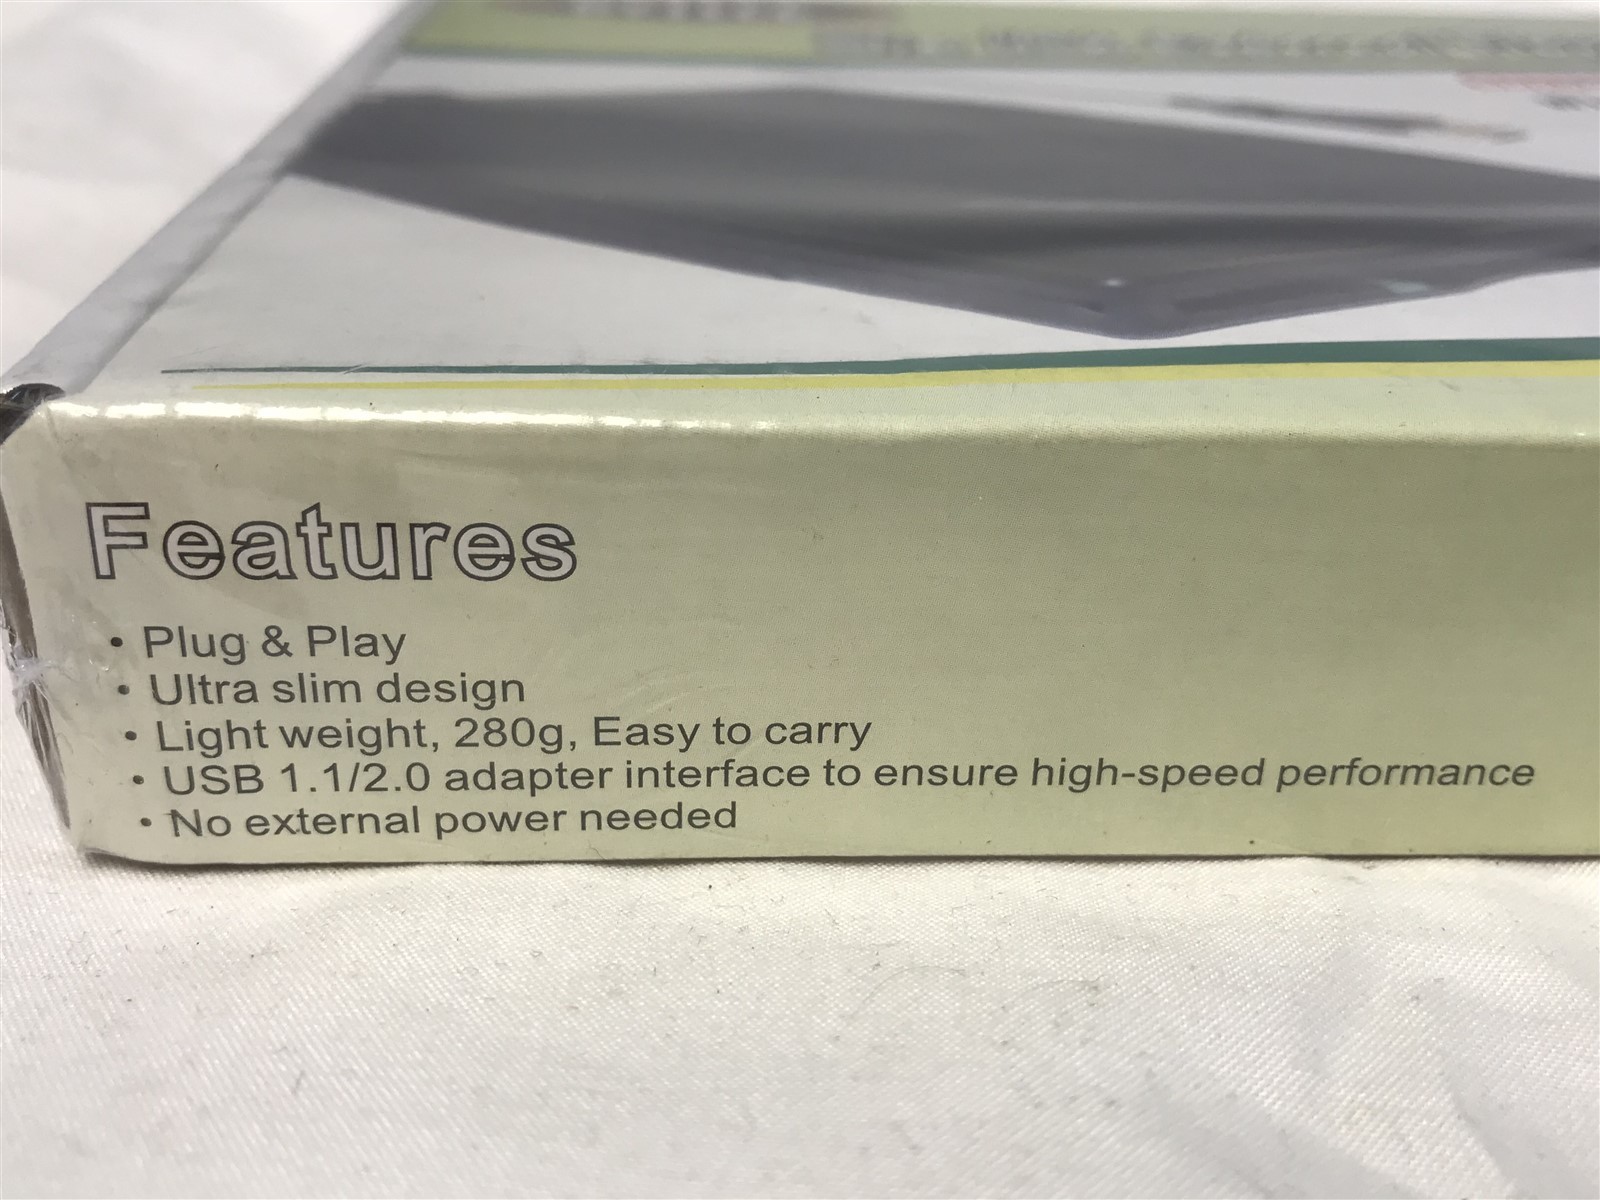 Features
• Plug & Play
• Ultra slim design
• Light weight, 280g, Easy to carry
• USB 1.1/2.0 adapter interface to ensure high-speed performance
• No external power needed